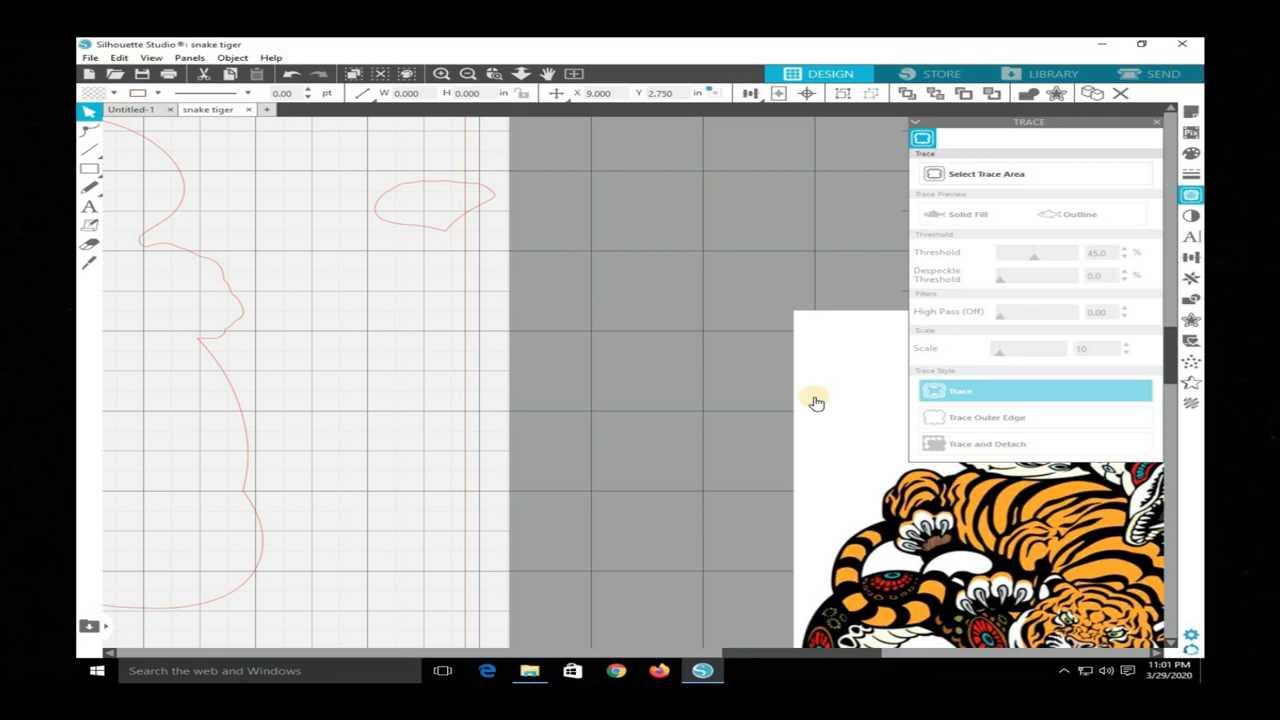 Silhouette Studio®: snake tiger
File Edit View Panels Object Help
DESIGN STORE LIBRARY SEND
0.00 pt W 0.000 H 0.000 in X 9.000 Y 2.750 in
Untitled-1 × snake tiger × +
TRACE
Trace
Select Trace Area
Trace Preview
Solid Fill Outline
Threshold
Threshold 45.0 %
Despeckle Threshold 0.0 %
Filters
High Pass (Off) 0.00
Scale
Scale 10
Trace Style
Trace
Trace Outer Edge
Trace and Detach
Search the web and Windows
11:01 PM
3/29/2020